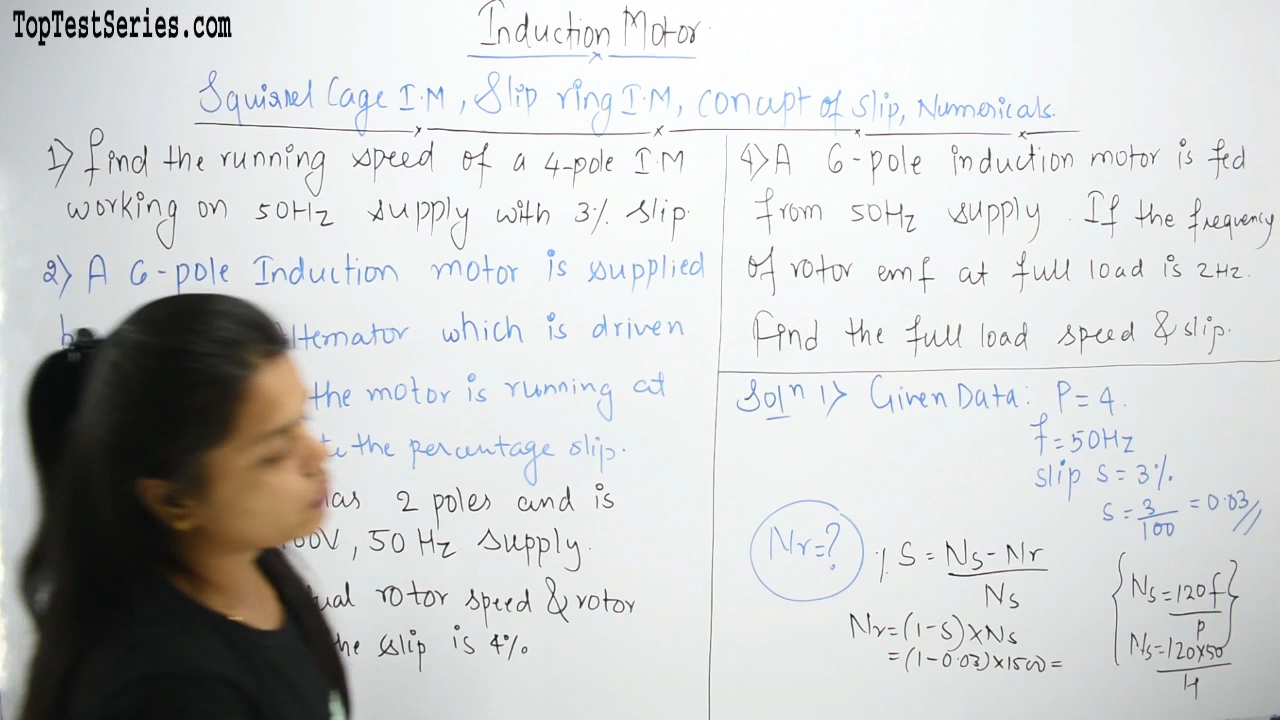 TopTestSeries.com
Induction Motor
Squirrel Cage I.M, Slip ring I.M, concept of slip, Numericals.
1) Find the running speed of a 4-pole I.M
working on 50Hz supply with 3% slip.
2) A 6-pole Induction motor is supplied
which is driven
the motor is running at
the percentage slip.
2 poles and is
50 Hz supply.
rotor speed & rotor
slip is 4%
4) A 6-pole induction motor is fed
from 50Hz supply. If the frequency
of rotor emf at full load is 2Hz.
Find the full load speed & slip.
Soln 1) Given Data: P = 4.
f = 50Hz
slip s = 3%
s = 3/100 = 0.03//
Nr = ?
% S = Ns - Nr
Ns
Nr = (1-S) × Ns
= (1-0.03) × 1500 =
Ns = 120f
P
Ns = 120×50
4